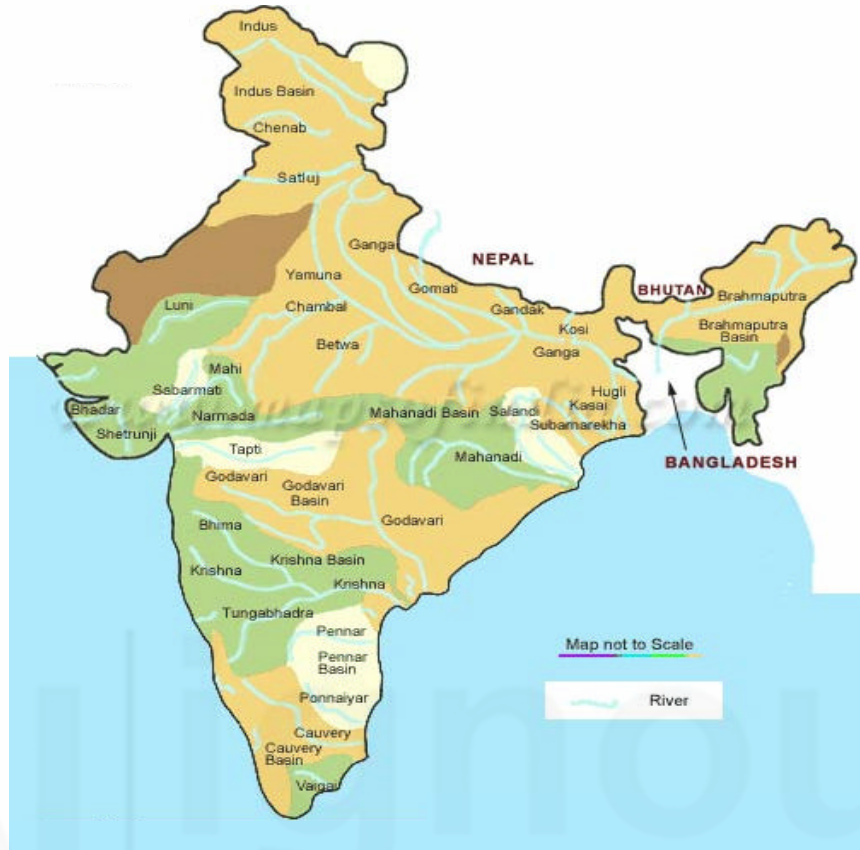 Indus
Indus Basin
Chenab
Satluj
Ganga
NEPAL
Yamuna
Gomati
BHUTAN
Brahmaputra
Luni
Chambal
Gandak
Kosi
Brahmaputra
Basin
Betwa
Ganga
Mahi
Sabarmati
Hugli
Bhadar
Narmada
Mahanadi Basin
Salandi
Kasai
Shetrunji
Subarnarekha
Tapti
Mahanadi
BANGLADESH
Godavari
Godavari
Basin
Bhima
Godavari
Krishna Basin
Krishna
Krishna
Tungabhadra
Pennar
Map not to Scale
Pennar
Basin
Ponnaiyar
River
Cauvery
Cauvery
Basin
Vaigai
ignou